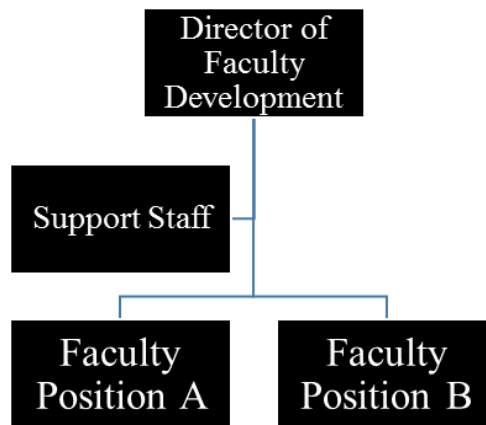 Director of
Faculty
Development
Support Staff
Faculty
Position A
Faculty
Position B